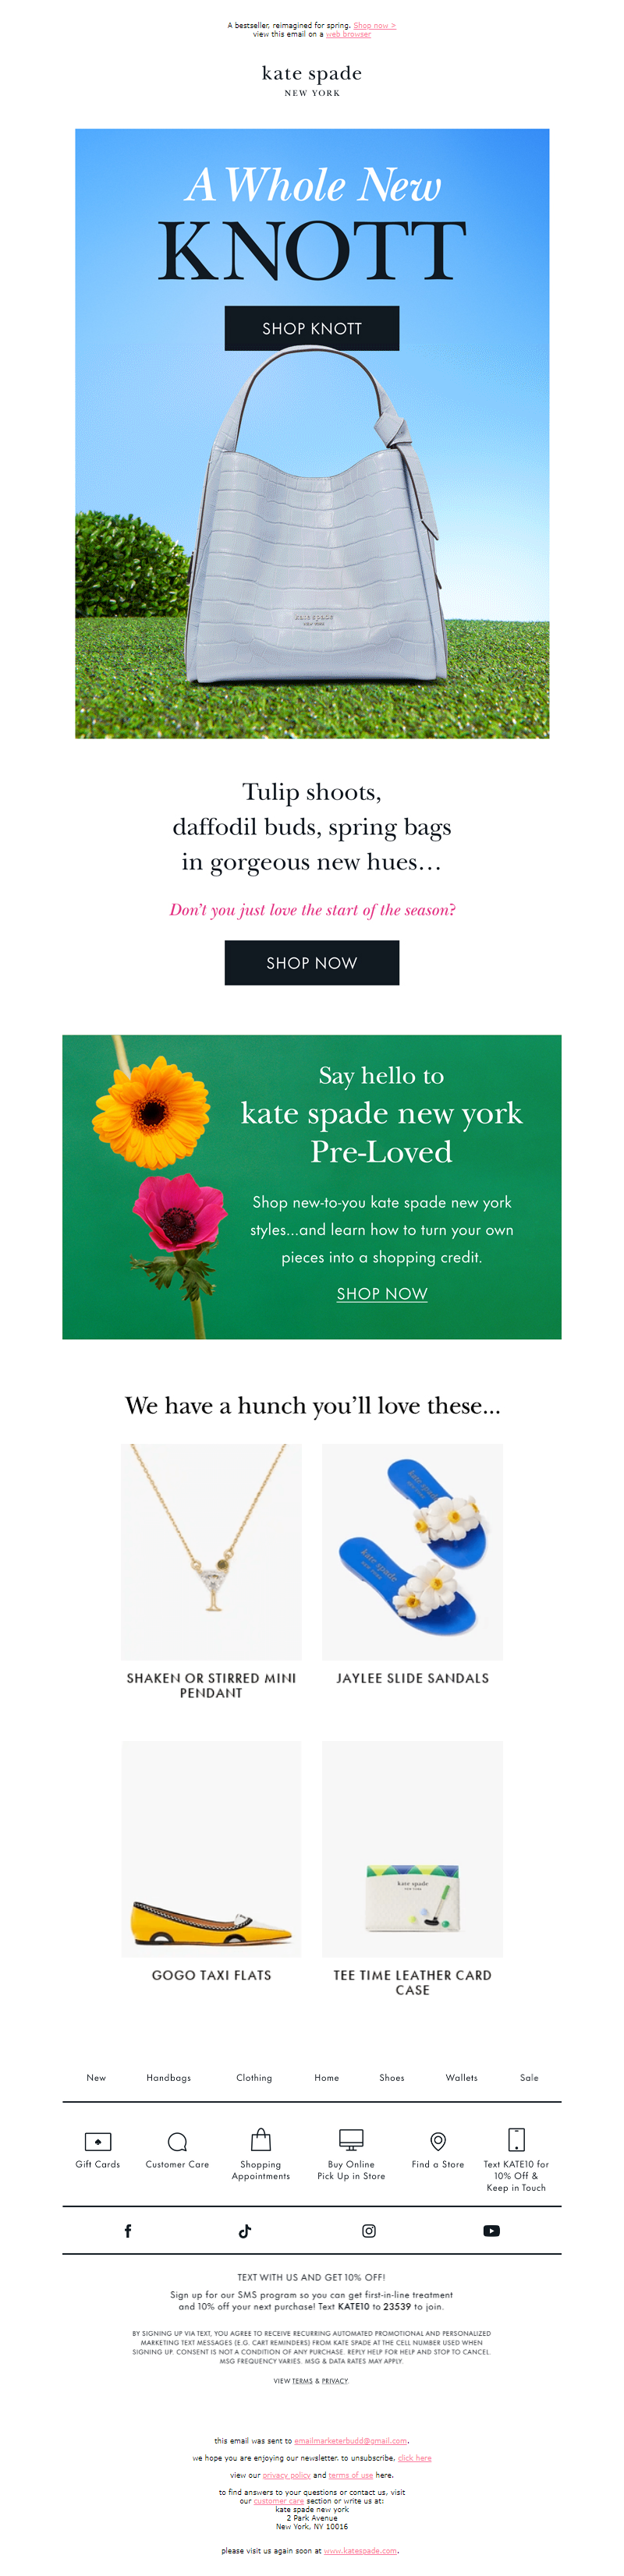 A bestseller, reimagined for spring. Shop now >
view this email on a web browser
kate spade
NEW YORK
A Whole New
KNOTT
SHOP KNOTT
kate spade
NEW YORK
Tulip shoots,
daffodil buds, spring bags
in gorgeous new hues...
Don't you just love the start of the season?
SHOP NOW
Say hello to
kate spade new york
Pre-Loved
Shop new-to-you kate spade new york
styles...and learn how to turn your own
pieces into a shopping credit.
SHOP NOW
We have a hunch you'll love these...
kate spade
kate spade
NEW YORK
SHAKEN OR STIRRED MINI
PENDANT
JAYLEE SLIDE SANDALS
kate spade
NEW YORK
GOGO TAXI FLATS
TEE TIME LEATHER CARD
CASE
New Handbags Clothing Home Shoes Wallets Sale
Gift Cards
Customer Care
Shopping
Appointments
Buy Online
Pick Up in Store
Find a Store
Text KATE10 for
10% Off &
Keep in Touch
TEXT WITH US AND GET 10% OFF!
Sign up for our SMS program so you can get first-in-line treatment
and 10% off your next purchase! Text KATE10 to 23539 to join.
BY SIGNING UP VIA TEXT, YOU AGREE TO RECEIVE RECURRING AUTOMATED PROMOTIONAL AND PERSONALIZED
MARKETING TEXT MESSAGES (E.G. CART REMINDERS) FROM KATE SPADE AT THE CELL NUMBER USED WHEN
SIGNING UP. CONSENT IS NOT A CONDITION OF ANY PURCHASE. REPLY HELP FOR HELP AND STOP TO CANCEL.
MSG FREQUENCY VARIES. MSG & DATA RATES MAY APPLY.
VIEW TERMS & PRIVACY.
this email was sent to emailmarketerbudd@gmail.com.
we hope you are enjoying our newsletter. to unsubscribe, click here
view our privacy policy and terms of use here.
to find answers to your questions or contact us, visit
our customer care section or write us at:
kate spade new york
2 Park Avenue
New York, NY 10016
please visit us again soon at www.katespade.com.